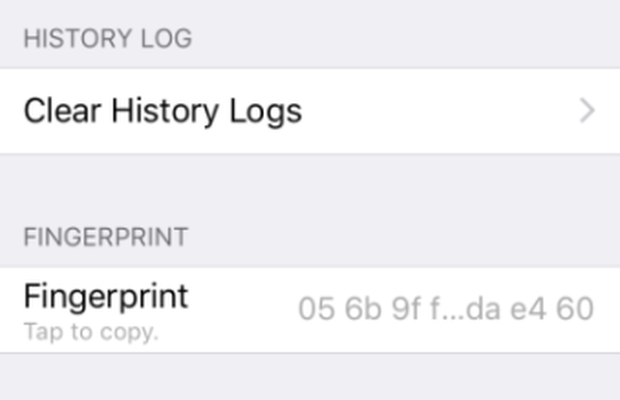 HISTORY LOG
Clear History Logs
FINGERPRINT
Fingerprint
05 6b 9f f...da e4 60
Tap to copy.